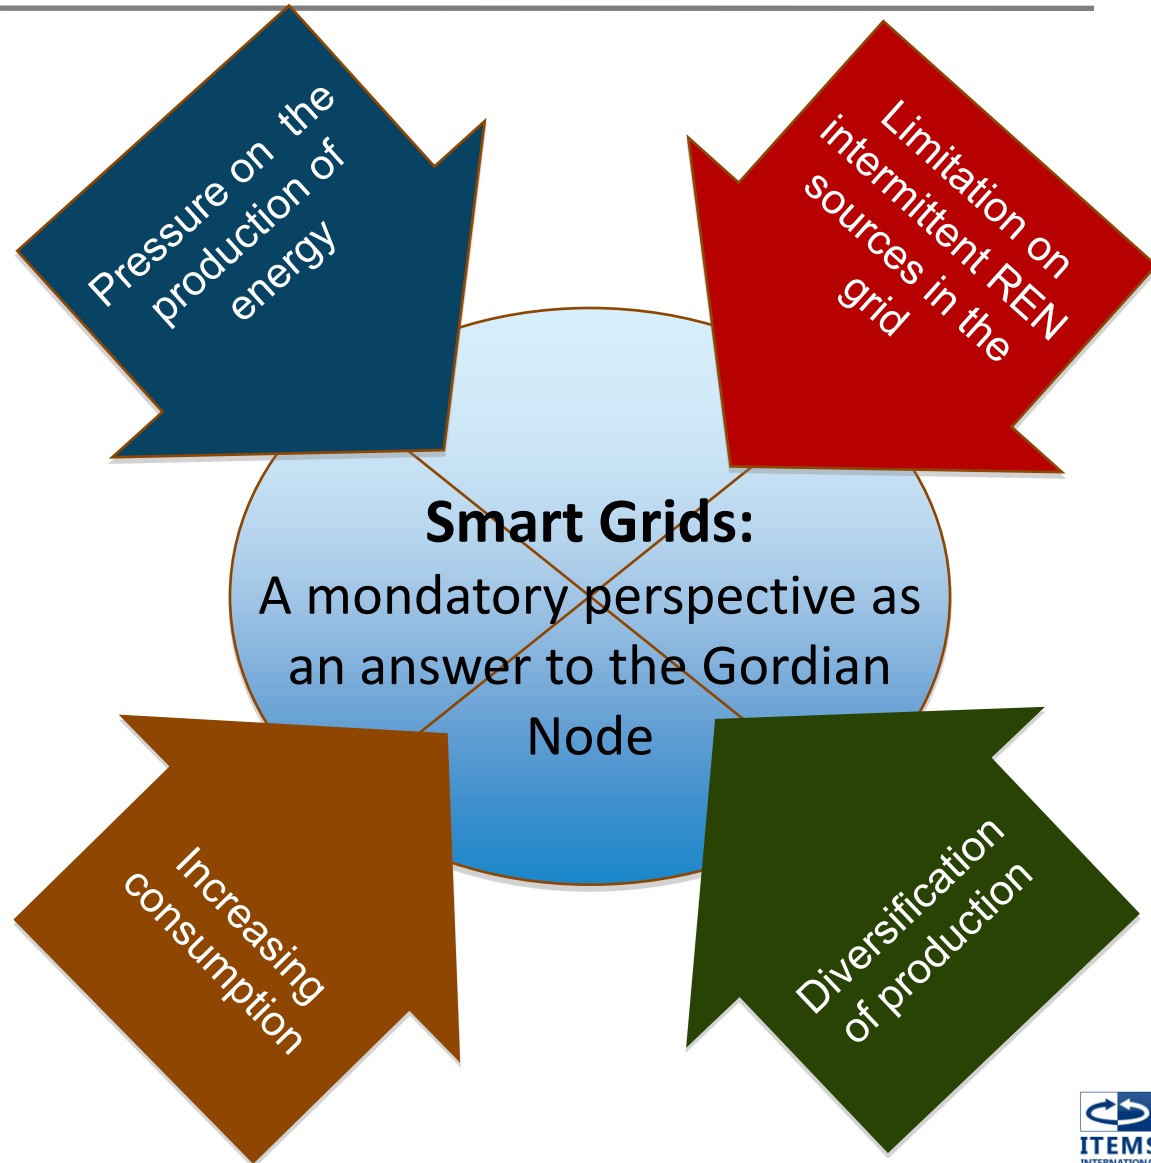 Pressure on the
production of
energy
Limitation on
intermittent REN
sources in the
grid
Smart Grids:
A mondatory perspective as
an answer to the Gordian
Node
Increasing
consumption
Diversification
of production
ITEMS
INTERNATIONAL